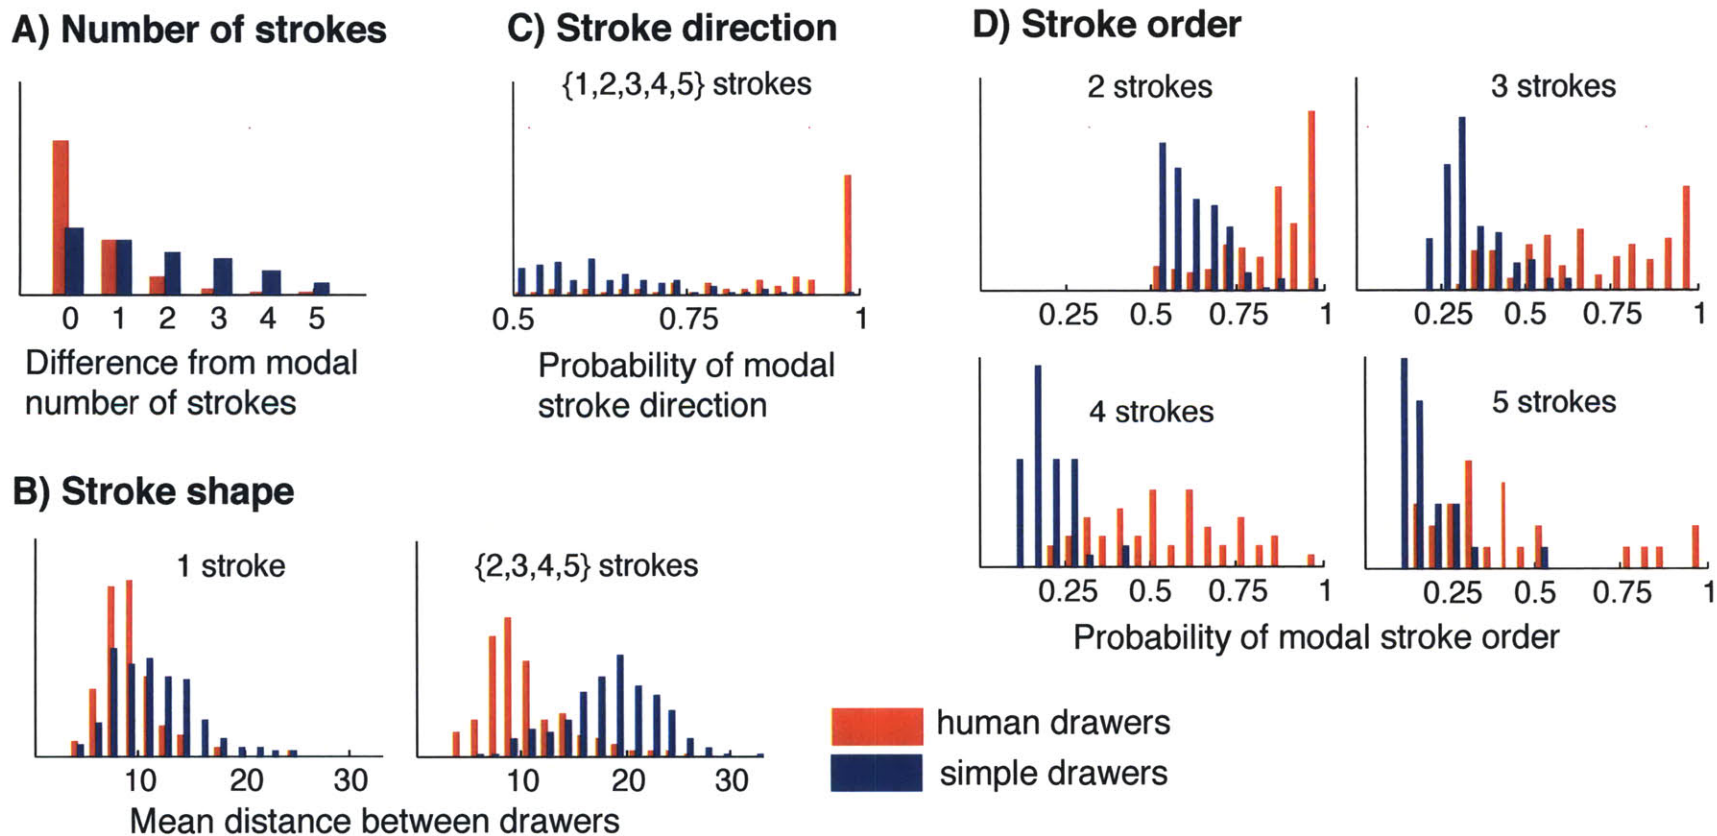 A) Number of strokes
0 1 2 3 4 5
Difference from modal
number of strokes
B) Stroke shape
1 stroke
10 20 30
{2,3,4,5} strokes
10 20 30
Mean distance between drawers
C) Stroke direction
{1,2,3,4,5} strokes
0.5 0.75 1
Probability of modal
stroke direction
D) Stroke order
2 strokes
0.25 0.5 0.75 1
3 strokes
0.25 0.5 0.75 1
4 strokes
0.25 0.5 0.75 1
5 strokes
0.25 0.5 0.75 1
Probability of modal stroke order
human drawers
simple drawers